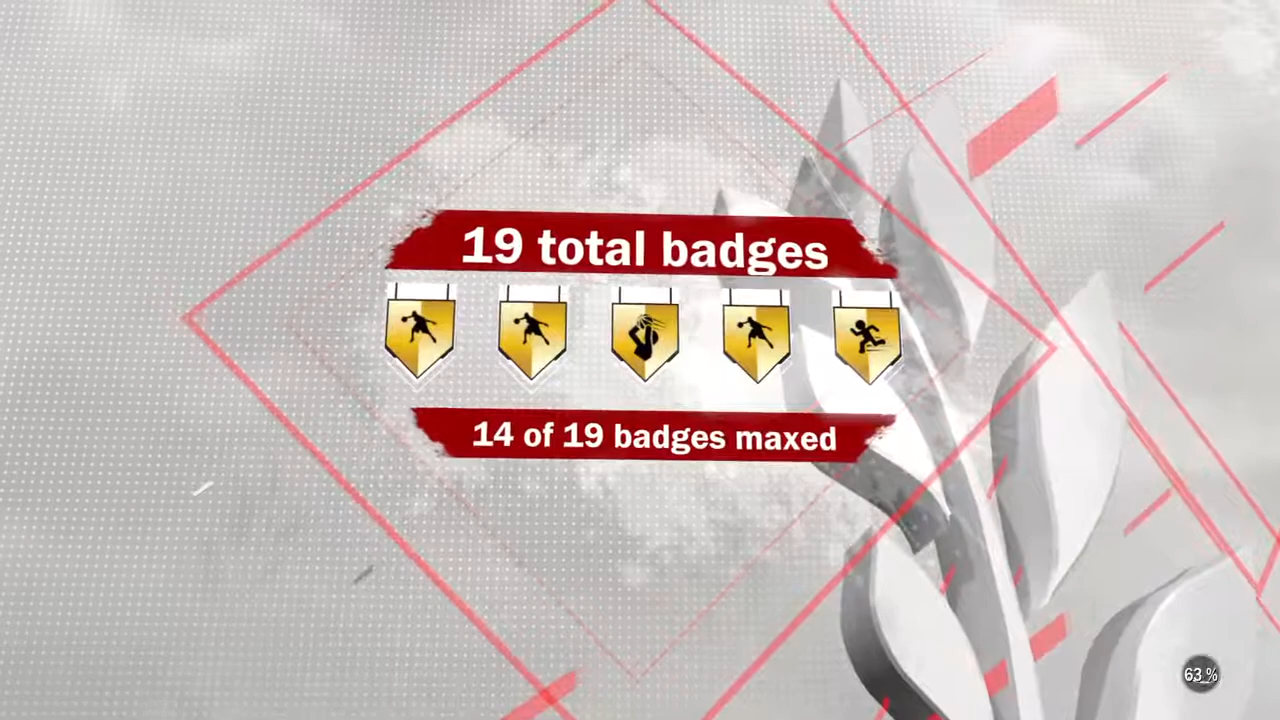 19 total badges
14 of 19 badges maxed
63 %